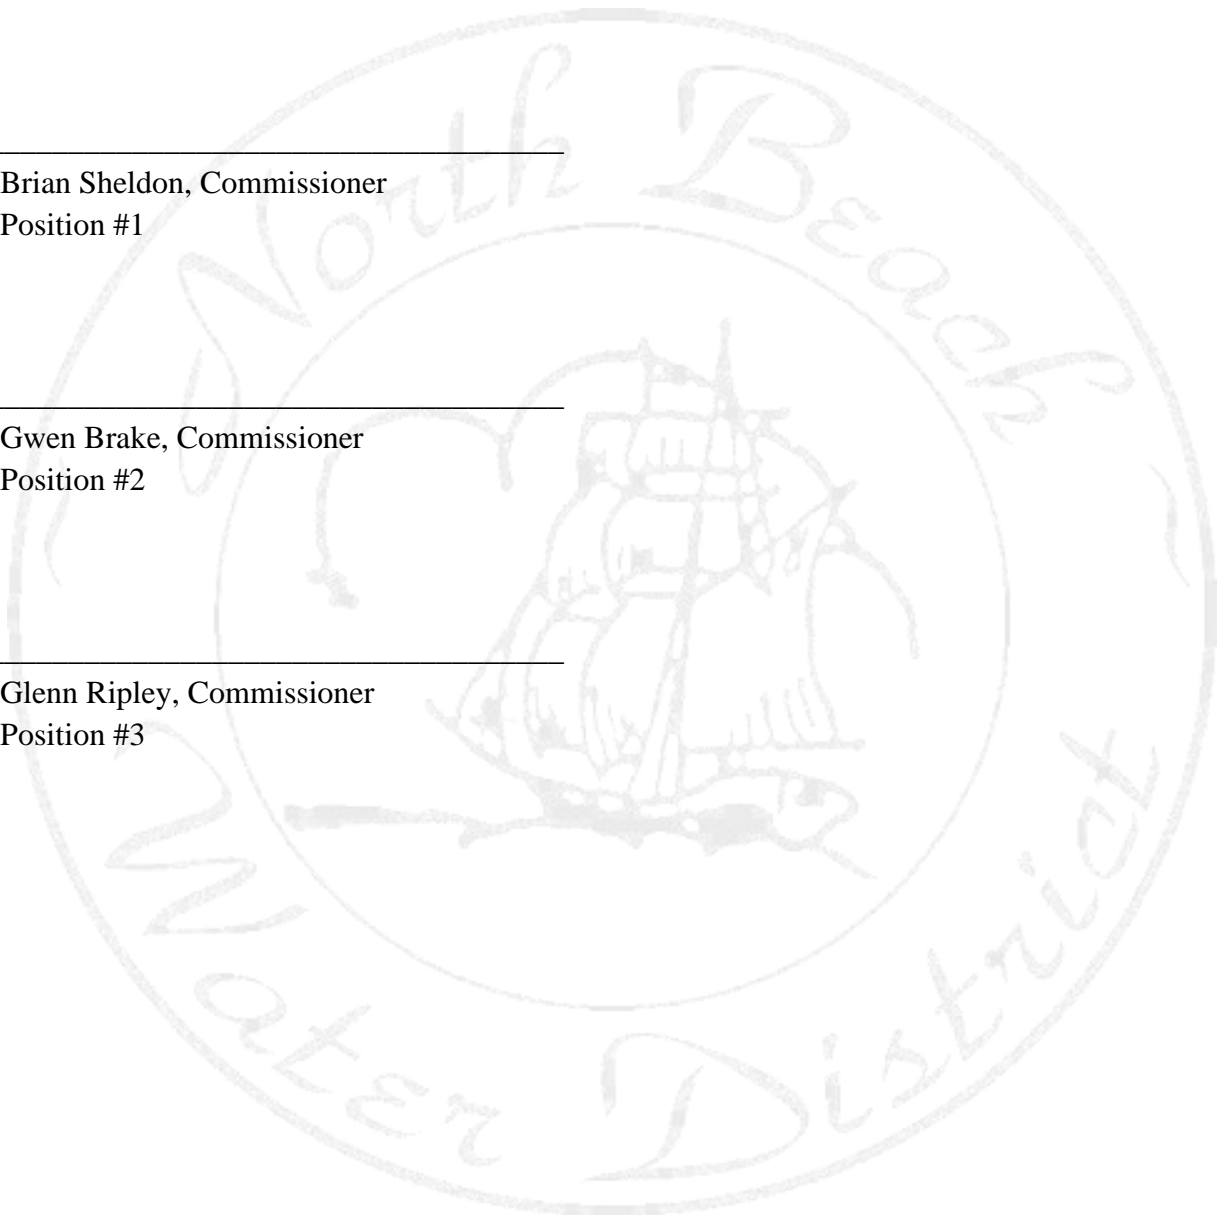 North Beach
Brian Sheldon, Commissioner
Position #1
Gwen Brake, Commissioner
Position #2
Glenn Ripley, Commissioner
Position #3
Water District